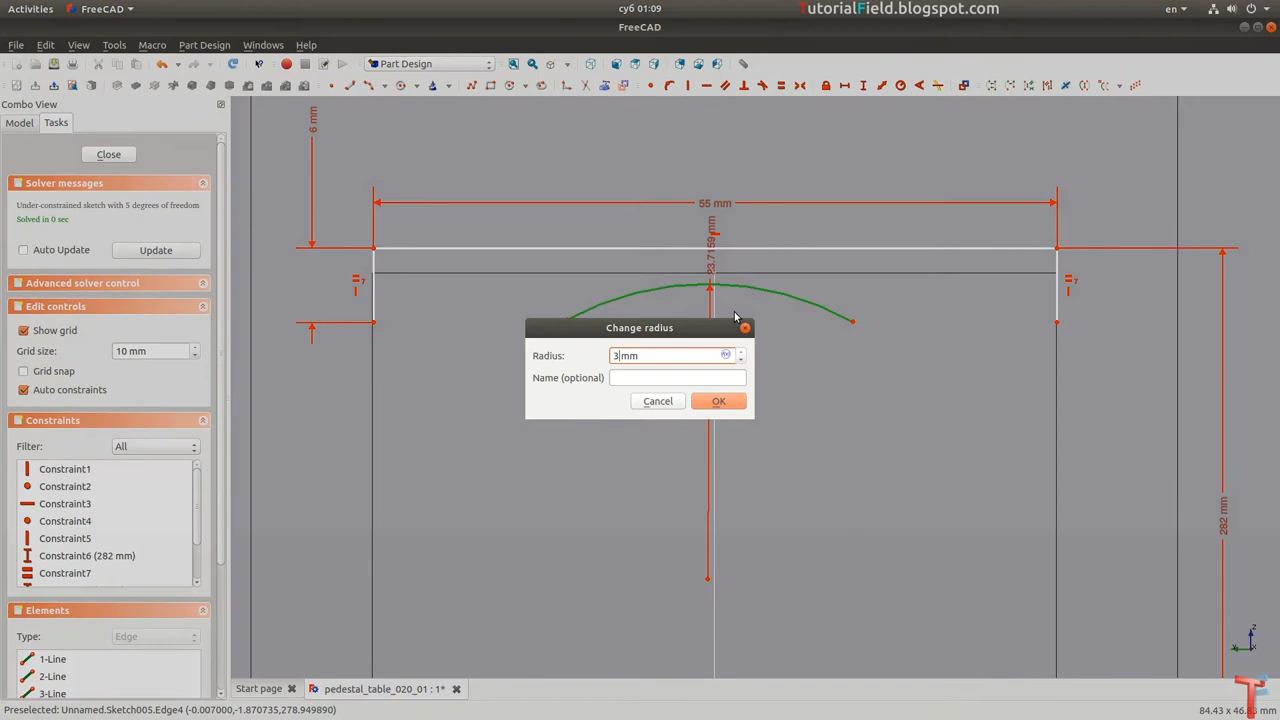 Activities
FreeCAD
суб 01:09
TutorialField.blogspot.com
en
FreeCAD
File Edit View Tools Macro Part Design Windows Help
Part Design
Combo View
Model Tasks
Close
Solver messages
Under-constrained sketch with 5 degrees of freedom
Solved in 0 sec
Auto Update
Update
Advanced solver control
Edit controls
Show grid
Grid size: 10 mm
Grid snap
Auto constraints
Constraints
Filter: All
Constraint1
Constraint2
Constraint3
Constraint4
Constraint5
Constraint6 (282 mm)
Constraint7
Elements
Type: Edge
1-Line
2-Line
3-Line
6 mm
55 mm
7
7
282 mm
Change radius
Radius: 3 mm
Name (optional)
Cancel
OK
z
Start page
pedestal_table_020_01 : 1*
Preselected: Unnamed.Sketch005.Edge4 (-0.007000,-1.870735,278.949890)